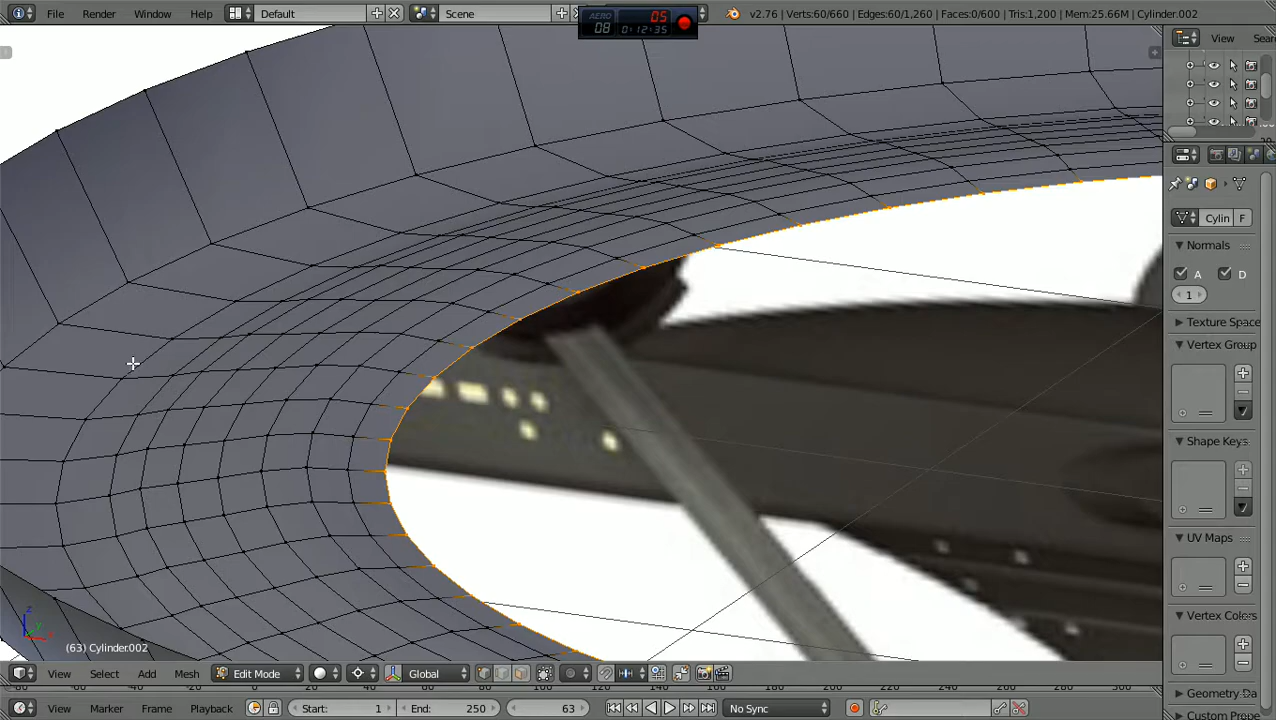 File Render Window Help Default Scene v2.76 | Verts:60/660 | Edges:60/1,260 | Faces:0/600 | Tris:1,200 | Mem:25.66M | Cylinder.002
AERO 05
08 0:12:35
View Sear
Cylin F
Normals
A D
1
Texture Space
Vertex Group
Shape Keys
UV Maps
Vertex Colors
Geometry Da
Custom Prope
z
y
x
(63) Cylinder.002
View Select Add Mesh Edit Mode Global
View Marker Frame Playback Start: 1 End: 250 63 No Sync